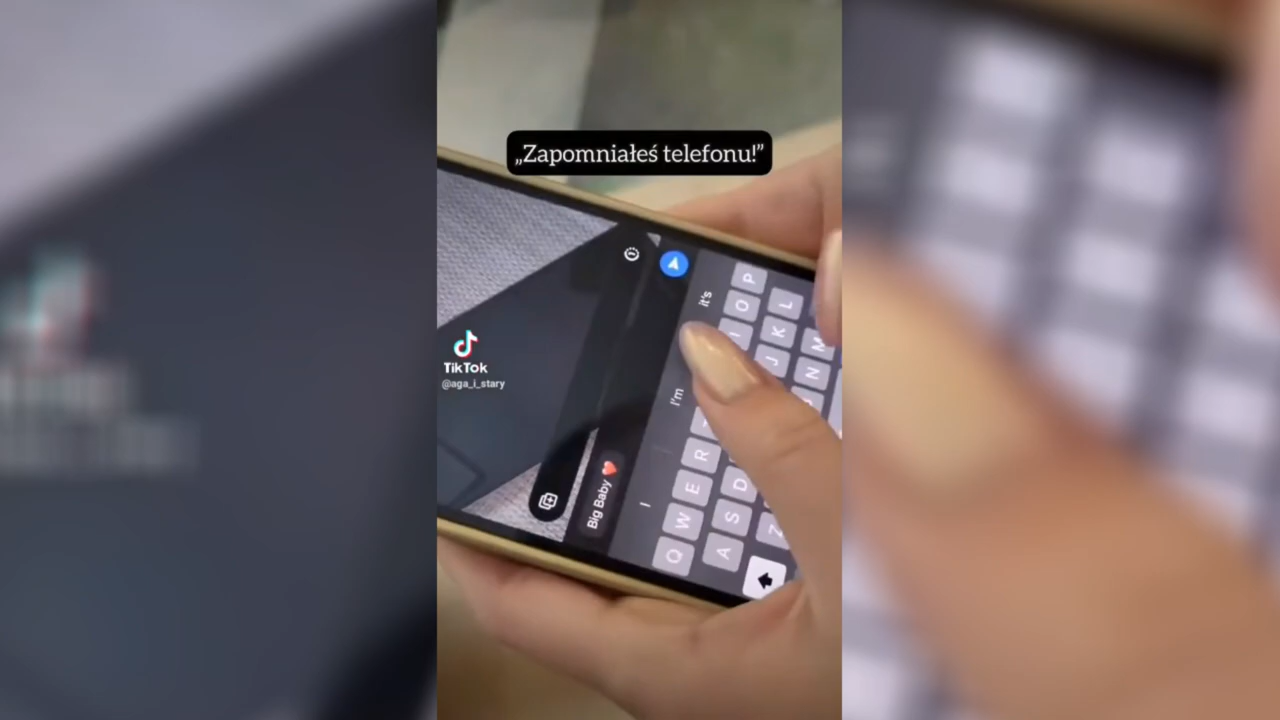 „Zapomniałeś telefonu!”
TikTok
@aga_i_stary
Big Baby ❤️
I
I'm
it's
Q W E R I O P
A S D J K L
Z N M